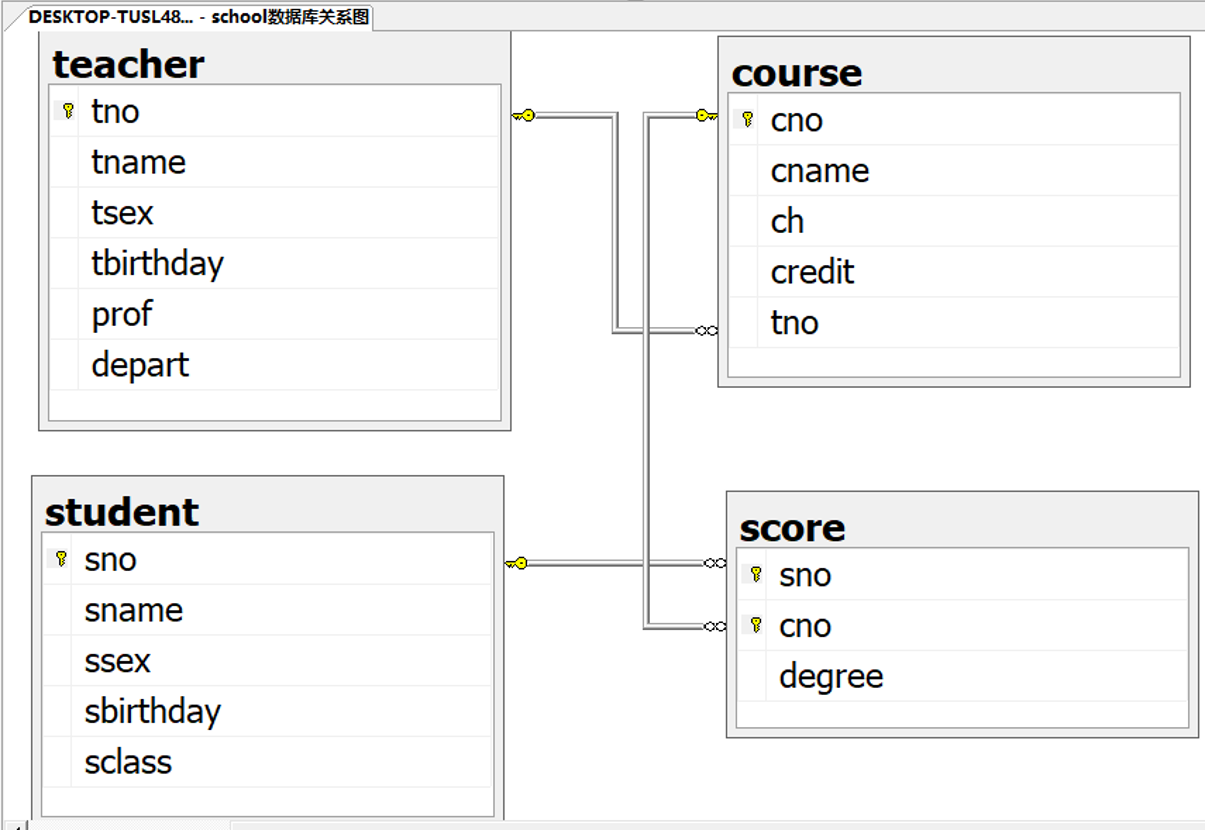 DESKTOP-TUSL48... - school数据库关系图
teacher
tno
tname
tsex
tbirthday
prof
depart
course
cno
cname
ch
credit
tno
student
sno
sname
ssex
sbirthday
sclass
score
sno
cno
degree